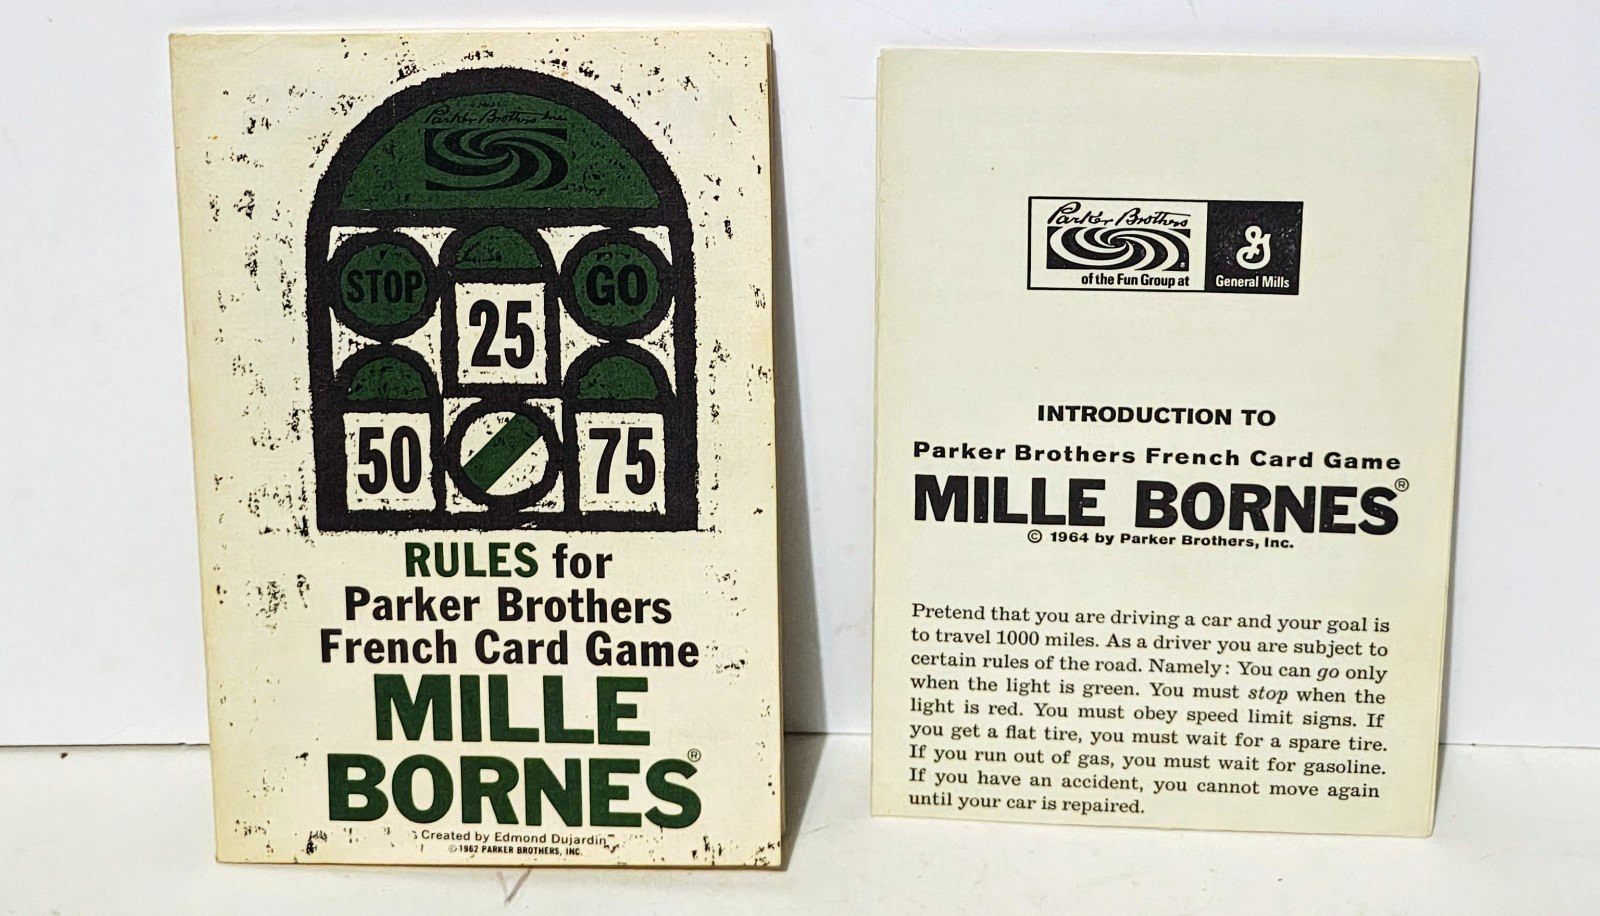 Parker Brothers Inc.
STOP
25
GO
50
75
RULES for
Parker Brothers
French Card Game
MILLE
BORNES®
Created by Edmond Dujardin
©1962 PARKER BROTHERS, INC.
Parker Brothers
of the Fun Group at
G
General Mills
INTRODUCTION TO
Parker Brothers French Card Game
MILLE BORNES®
© 1964 by Parker Brothers, Inc.
Pretend that you are driving a car and your goal is
to travel 1000 miles. As a driver you are subject to
certain rules of the road. Namely: You can go only
when the light is green. You must stop when the
light is red. You must obey speed limit signs. If
you get a flat tire, you must wait for a spare tire.
If you run out of gas, you must wait for gasoline.
If you have an accident, you cannot move again
until your car is repaired.